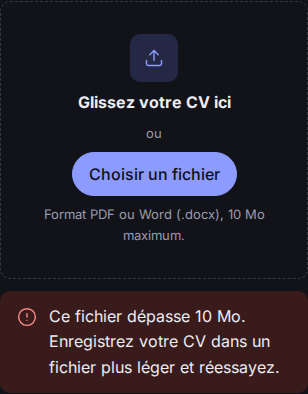 Glissez votre CV ici
ou
Choisir un fichier
Format PDF ou Word (.docx), 10 Mo
maximum.
Ce fichier dépasse 10 Mo.
Enregistrez votre CV dans un
fichier plus léger et réessayez.